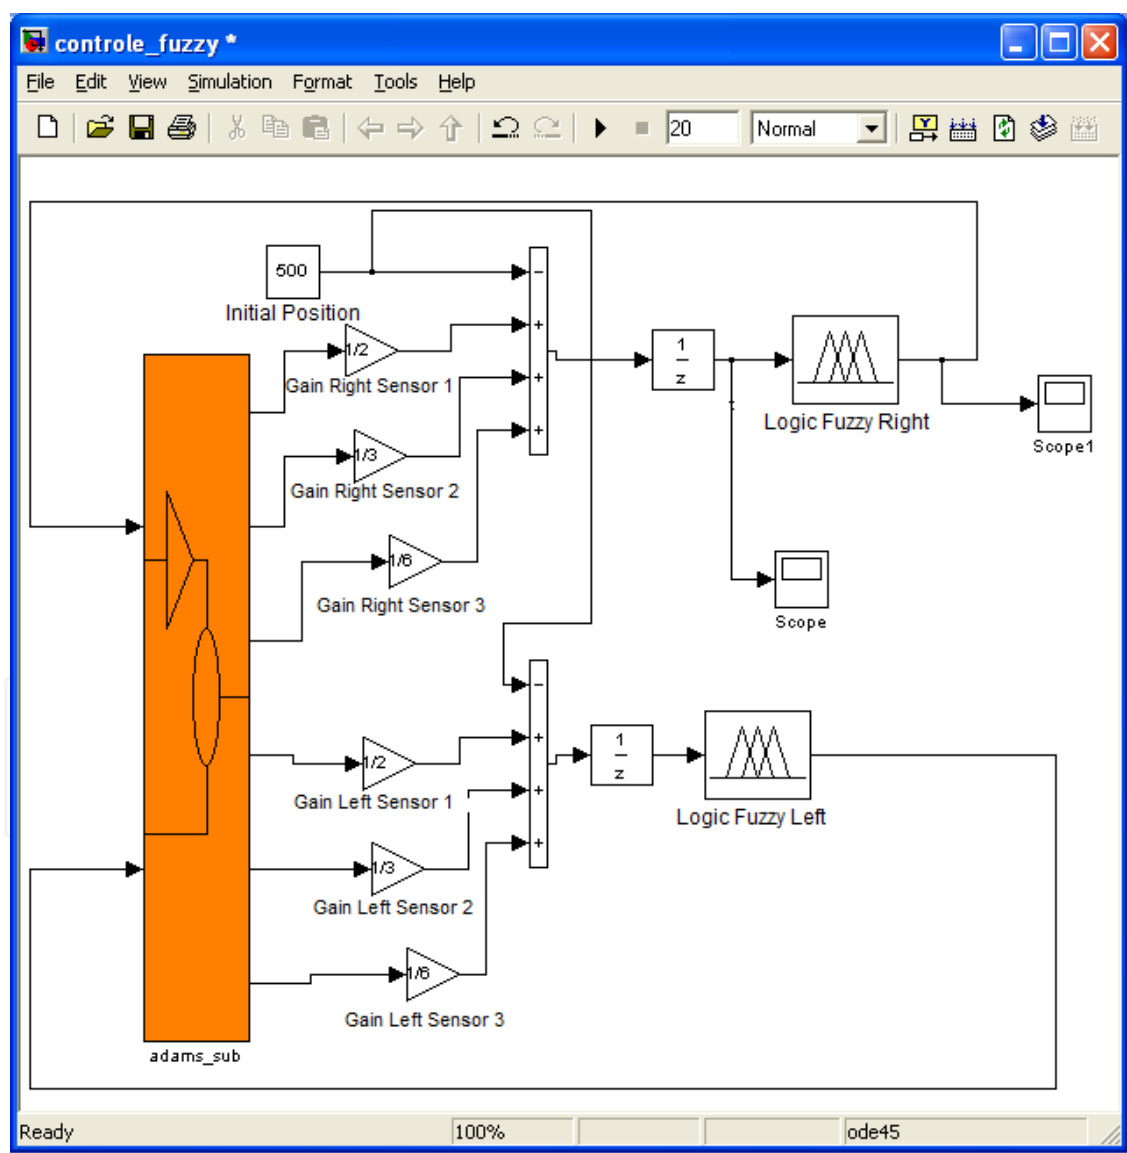 controle_fuzzy *
File Edit View Simulation Format Tools Help
20 Normal
500
Initial Position
1/2
Gain Right Sensor 1
1/3
Gain Right Sensor 2
1/6
Gain Right Sensor 3
−
+
+
+
1
z
Logic Fuzzy Right
Scope1
Scope
1/2
Gain Left Sensor 1
1/3
Gain Left Sensor 2
1/6
Gain Left Sensor 3
−
+
+
+
1
z
Logic Fuzzy Left
adams_sub
Ready 100% ode45